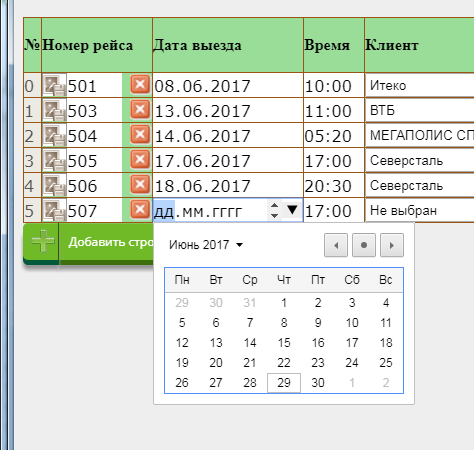 № Номер рейса Дата выезда Время Клиент
0 501 08.06.2017 10:00 Итеко
1 503 13.06.2017 11:00 ВТБ
2 504 14.06.2017 05:20 МЕГАПОЛИС СП
3 505 17.06.2017 17:00 Северсталь
4 506 18.06.2017 20:30 Северсталь
5 507 дд.мм.гггг 17:00 Не выбран
Добавить стро
Июнь 2017
Пн Вт Ср Чт Пт Сб Вс
29 30 31 1 2 3 4
5 6 7 8 9 10 11
12 13 14 15 16 17 18
19 20 21 22 23 24 25
26 27 28 29 30 1 2